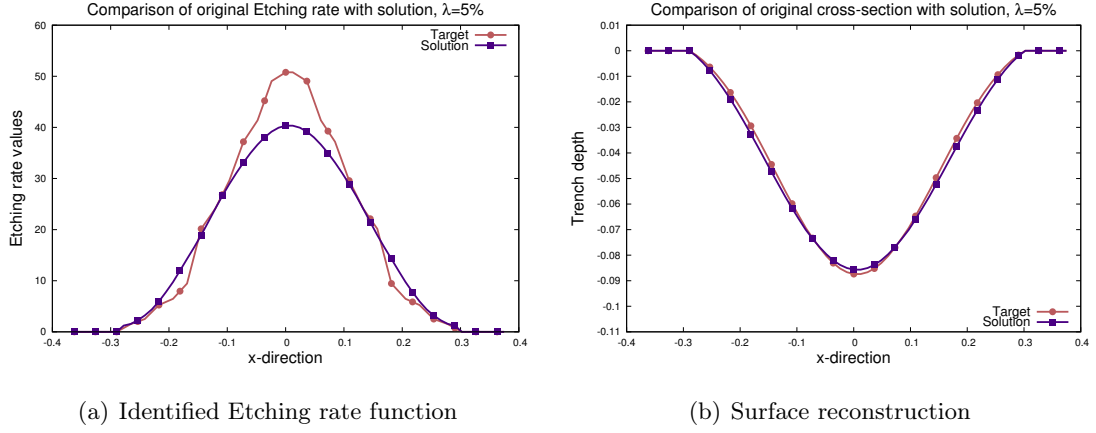 Comparison of original Etching rate with solution, λ=5%
60
50
40
30
20
10
0
Etching rate values
Target
Solution
-0.4 -0.3 -0.2 -0.1 0 0.1 0.2 0.3 0.4
x-direction
(a) Identified Etching rate function
Comparison of original cross-section with solution, λ=5%
0
-0.01
-0.02
-0.03
-0.04
-0.05
-0.06
-0.07
-0.08
-0.09
-0.1
-0.11
Trench depth
Target
Solution
-0.4 -0.3 -0.2 -0.1 0 0.1 0.2 0.3 0.4
x-direction
(b) Surface reconstruction